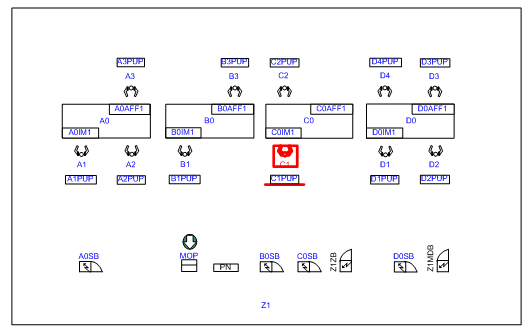 A3PUP B3PUP C2PUP D4PUP D3PUP
A3 B3 C2 D4 D3
A0AFF1 B0AFF1 C0AFF1 D0AFF1
A0 B0 C0 D0
A0IM1 B0IM1 C0IM1 D0IM1
A1 A2 B1 C1 D1 D2
A1PUP A2PUP B1PUP C1PUP D1PUP D2PUP
A0SB MOP B0SB C0SB Z1ZB D0SB Z1MDB
PN
Z1